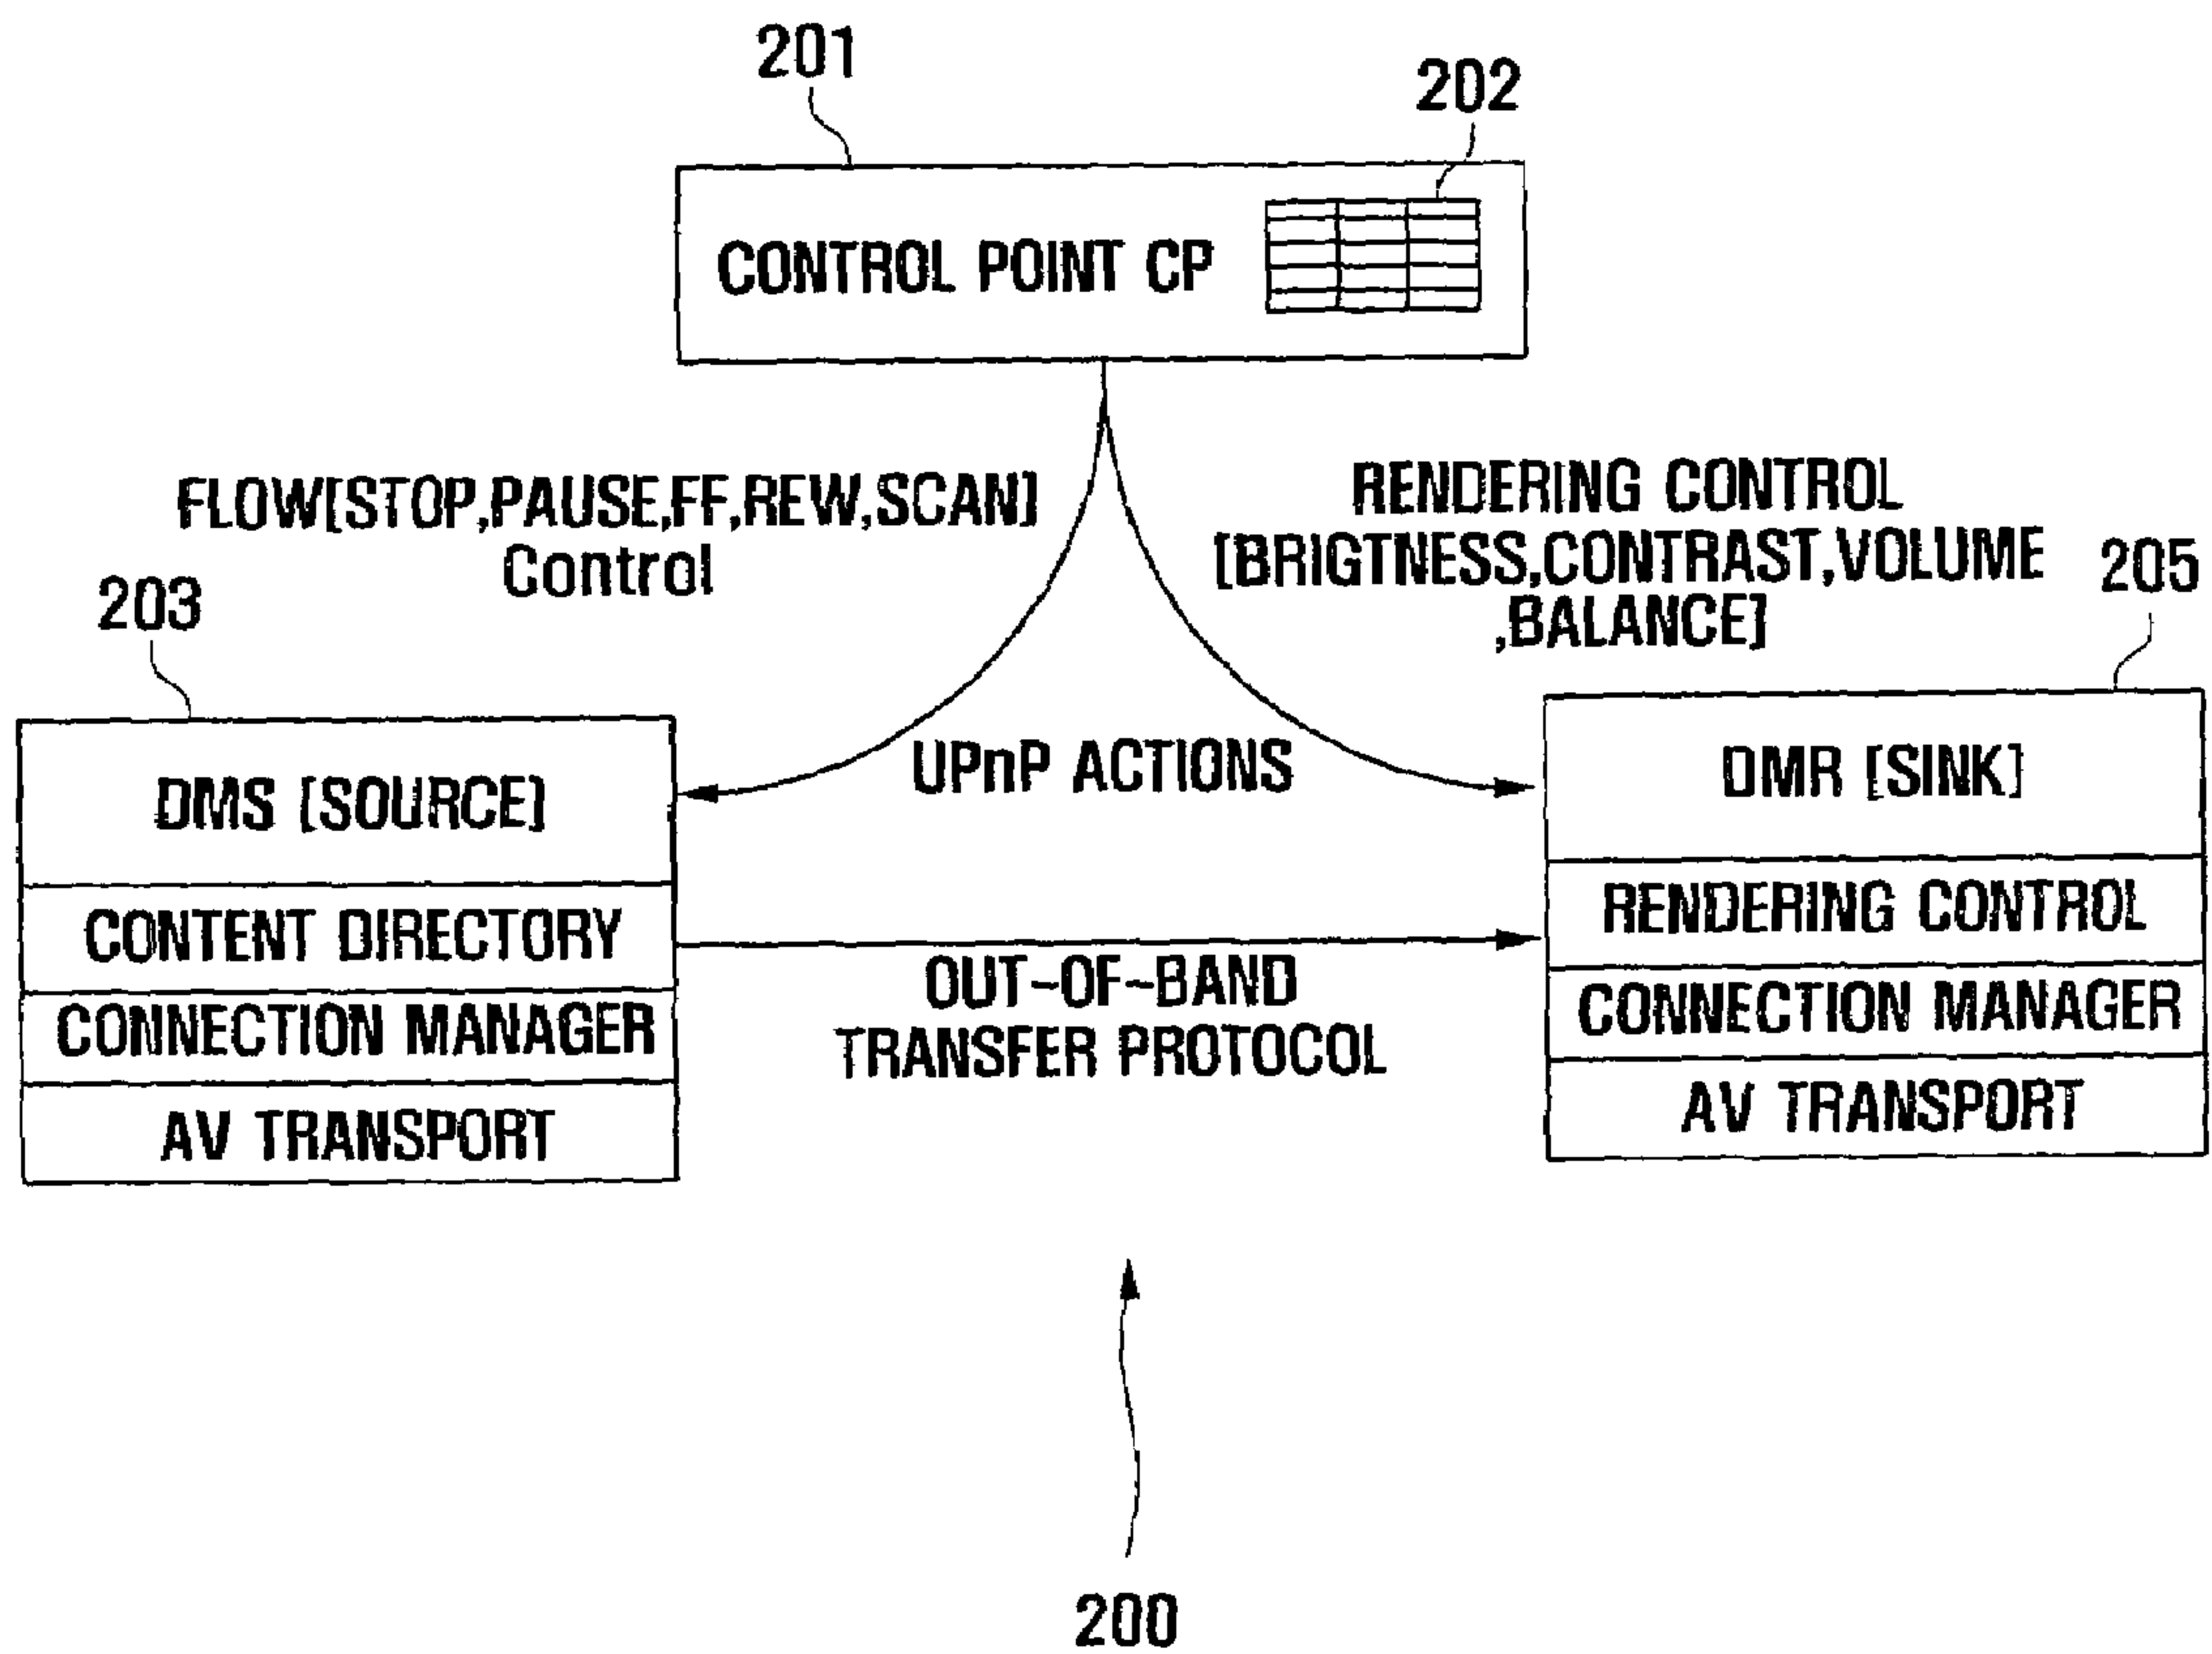 201
202
CONTROL POINT CP
FLOW[STOP,PAUSE,FF,REW,SCAN]
Control
RENDERING CONTROL
[BRIGTNESS,CONTRAST,VOLUME
,BALANCE]
203
205
DMS [SOURCE]
CONTENT DIRECTORY
CONNECTION MANAGER
AV TRANSPORT
UPnP ACTIONS
OUT-OF-BAND
TRANSFER PROTOCOL
DMR [SINK]
RENDERING CONTROL
CONNECTION MANAGER
AV TRANSPORT
200